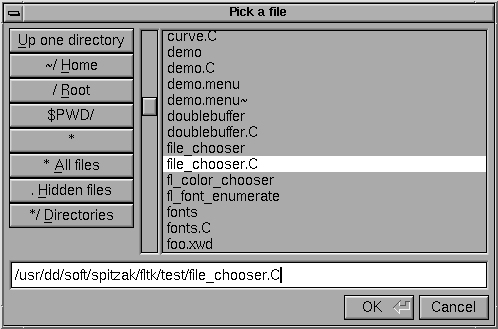 Pick a file
Up one directory
~/ Home
/ Root
$PWD/
*
* All files
. Hidden files
*/ Directories
curve.C
demo
demo.C
demo.menu
demo.menu~
doublebuffer
doublebuffer.C
file_chooser
file_chooser.C
fl_color_chooser
fl_font_enumerate
fonts
fonts.C
foo.xwd
/usr/dd/soft/spitzak/fltk/test/file_chooser.C
OK
Cancel